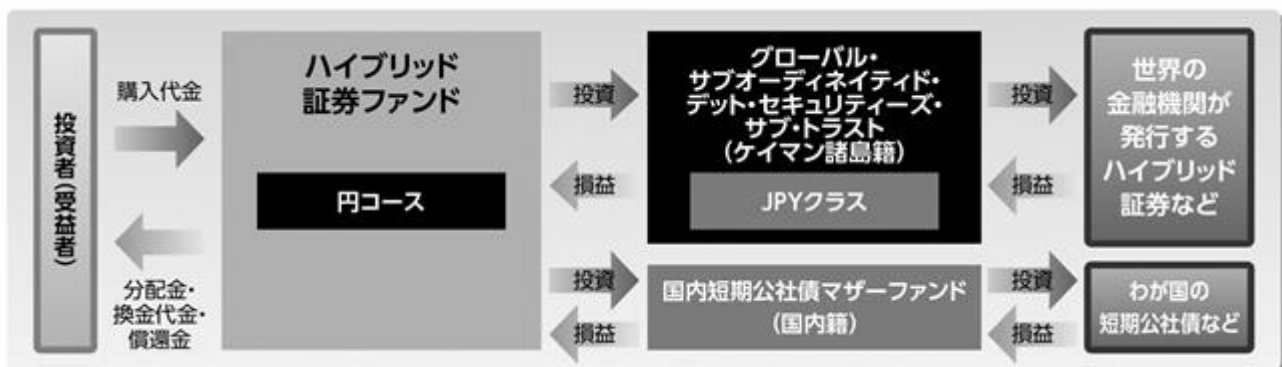 投資者（受益者）
購入代金
分配金・
換金代金・
償還金
ハイブリッド
証券ファンド
円コース
投資
損益
投資
損益
グローバル・
サブオーディネイティド・
デット・セキュリティーズ・
サブ・トラスト
（ケイマン諸島籍）
JPYクラス
国内短期公社債マザーファンド
（国内籍）
投資
損益
投資
損益
世界の
金融機関が
発行する
ハイブリッド
証券など
わが国の
短期公社債など